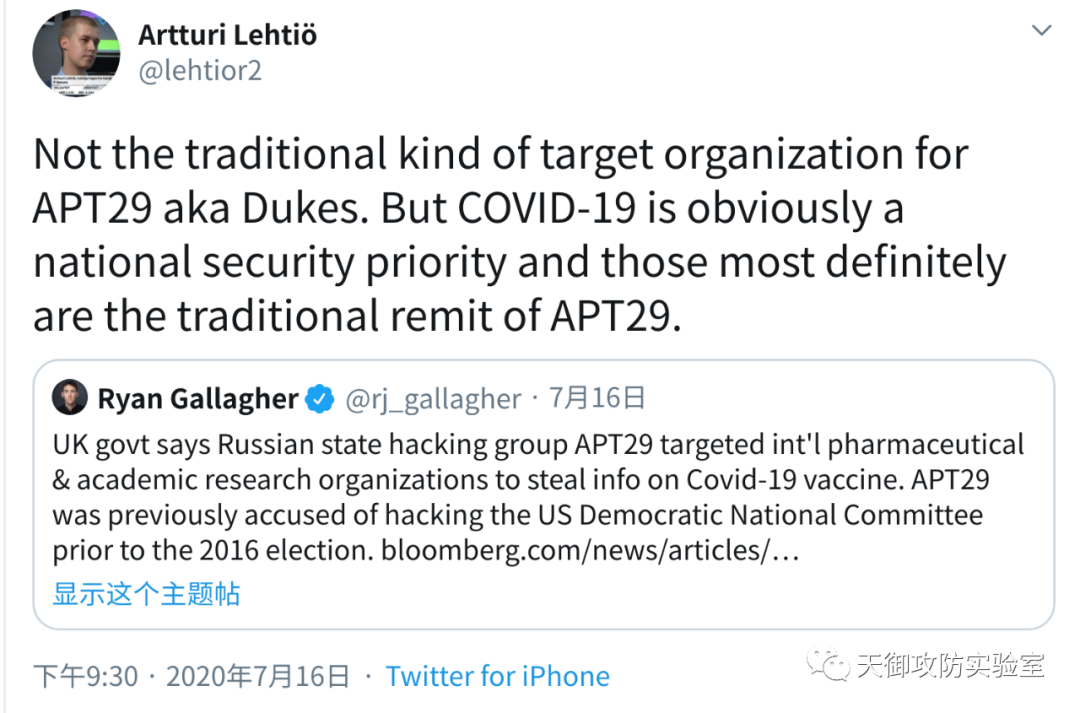 Artturi Lehtiö
@lehtior2
Not the traditional kind of target organization for
APT29 aka Dukes. But COVID-19 is obviously a
national security priority and those most definitely
are the traditional remit of APT29.
Ryan Gallagher @rj_gallagher · 7月16日
UK govt says Russian state hacking group APT29 targeted int'l pharmaceutical
& academic research organizations to steal info on Covid-19 vaccine. APT29
was previously accused of hacking the US Democratic National Committee
prior to the 2016 election. bloomberg.com/news/articles/…
显示这个主题帖
下午9:30 · 2020年7月16日 · Twitter for iPhone
天御攻防实验室